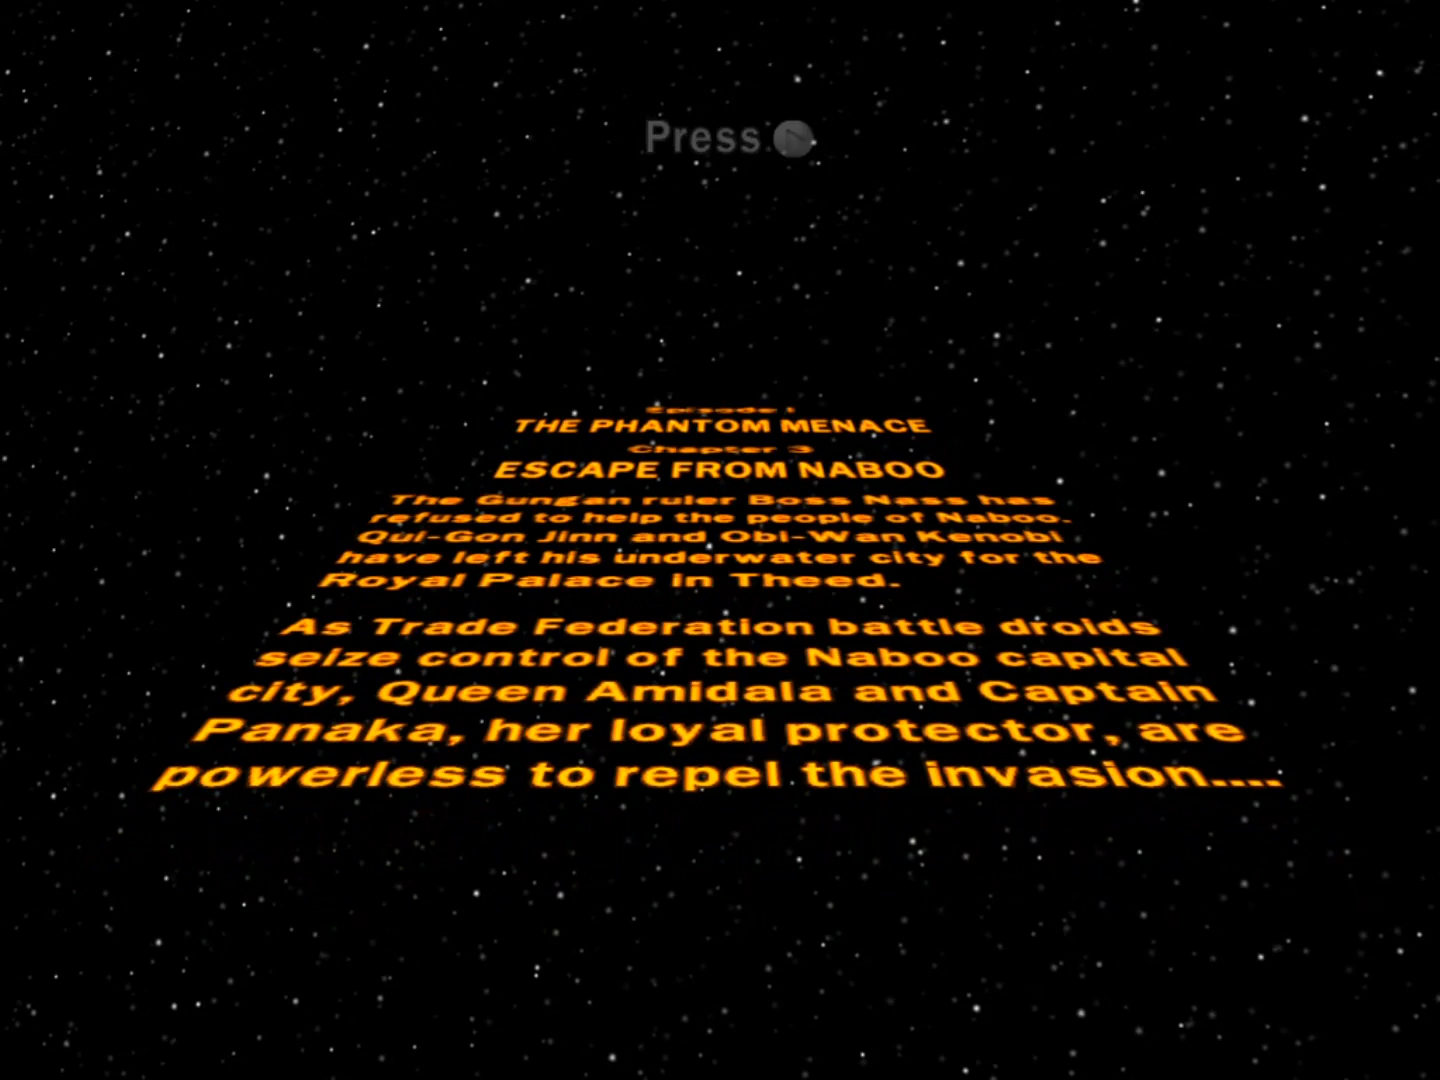 Press
Episode I
THE PHANTOM MENACE
Chapter 3
ESCAPE FROM NABOO
The Gungan ruler Boss Nass has
refused to help the people of Naboo.
Qui-Gon Jinn and Obi-Wan Kenobi
have left his underwater city for the
Royal Palace in Theed.
As Trade Federation battle droids
seize control of the Naboo capital
city, Queen Amidala and Captain
Panaka, her loyal protector, are
powerless to repel the invasion....